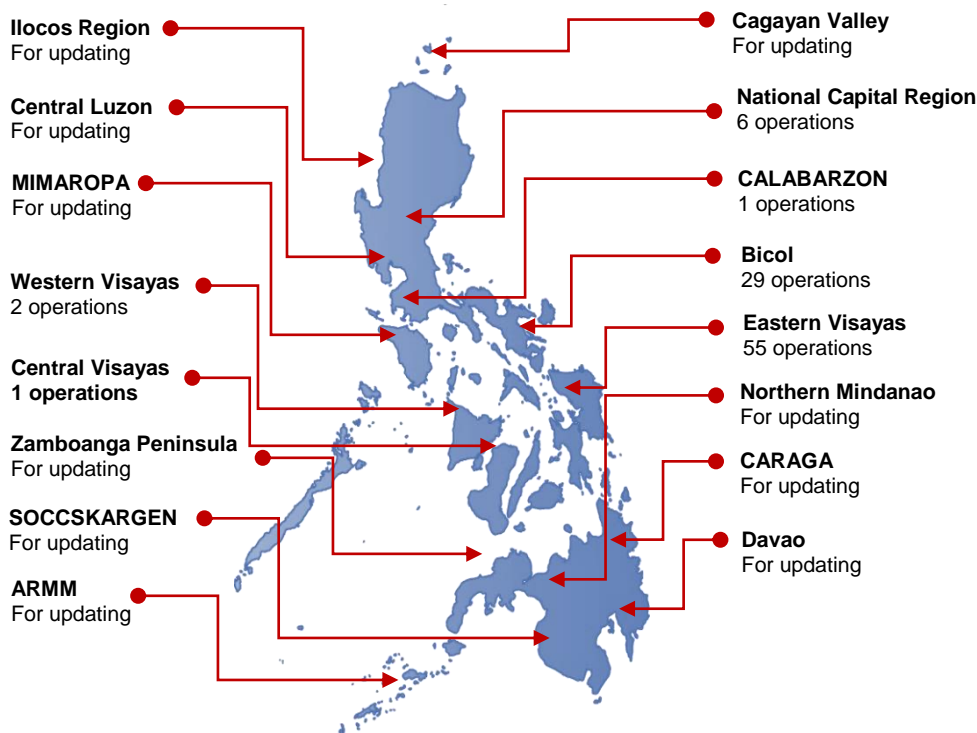 Ilocos Region
For updating
Central Luzon
For updating
MIMAROPA
For updating
Western Visayas
2 operations
Central Visayas
1 operations
Zamboanga Peninsula
For updating
SOCCSKARGEN
For updating
ARMM
For updating
Cagayan Valley
For updating
National Capital Region
6 operations
CALABARZON
1 operations
Bicol
29 operations
Eastern Visayas
55 operations
Northern Mindanao
For updating
CARAGA
For updating
Davao
For updating